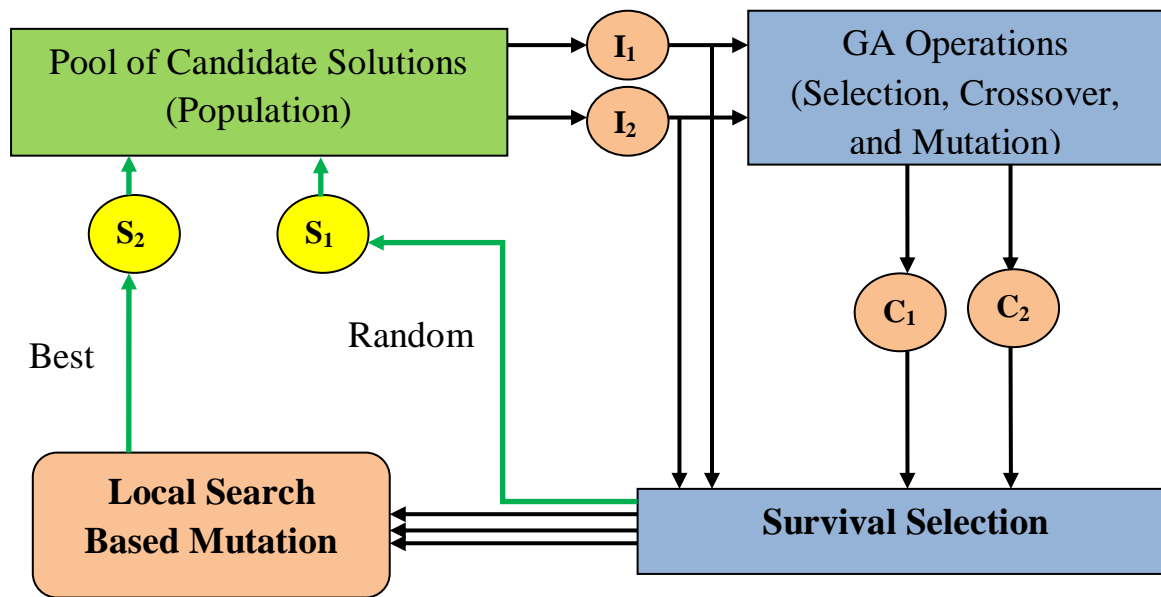 Pool of Candidate Solutions
(Population)
I₁
I₂
GA Operations
(Selection, Crossover,
and Mutation)
S₂
S₁
C₁
C₂
Best
Random
Local Search
Based Mutation
Survival Selection